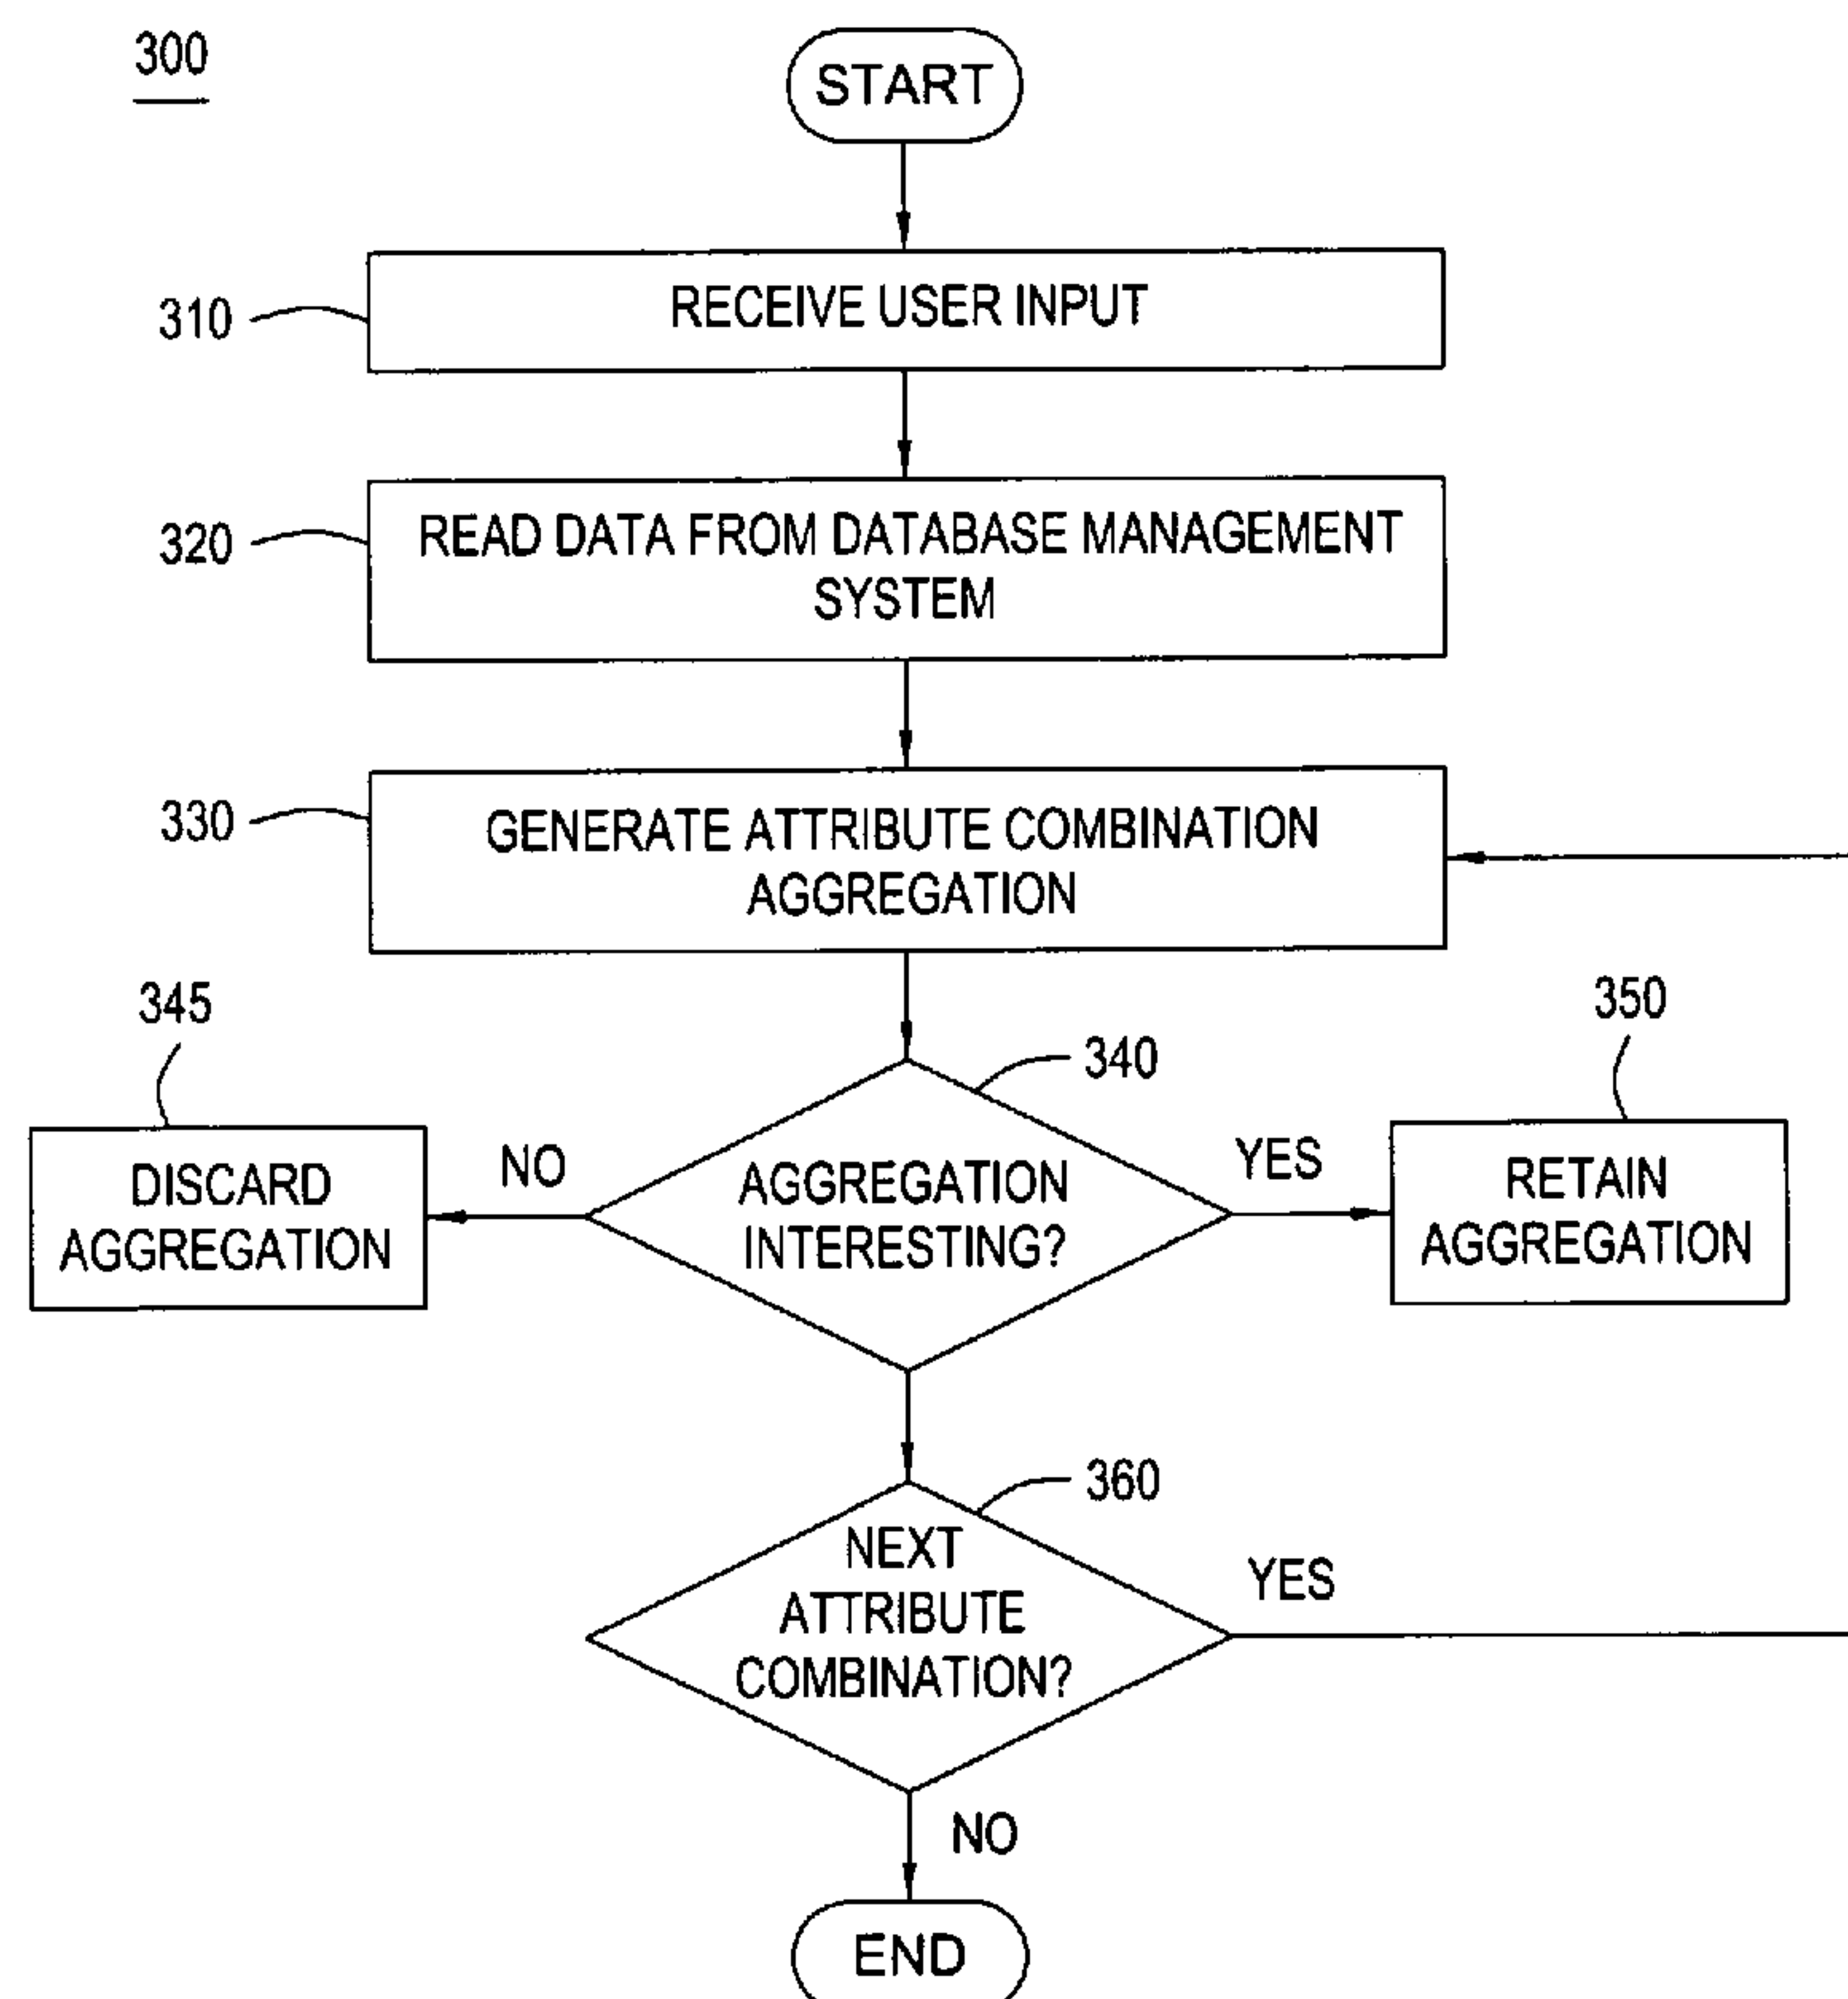 300
START
310
RECEIVE USER INPUT
320
READ DATA FROM DATABASE MANAGEMENT
SYSTEM
330
GENERATE ATTRIBUTE COMBINATION
AGGREGATION
345
350
340
DISCARD
AGGREGATION
NO
AGGREGATION
INTERESTING?
YES
RETAIN
AGGREGATION
360
NEXT
ATTRIBUTE
COMBINATION?
YES
NO
END